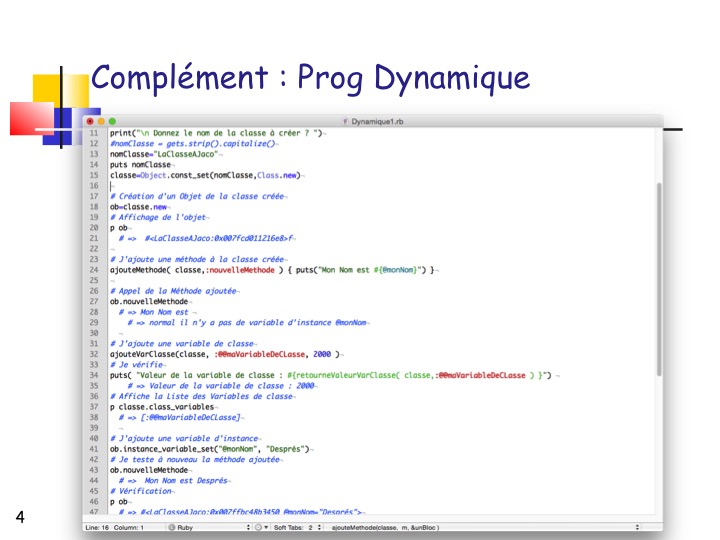 Complément : Prog Dynamique
Dynamique1.rb
11 print("\n Donnez le nom de la classe à créer ? ")¬
12 #nomClasse = gets.strip().capitalize()¬
13 nomClasse="LaClasseAJaco"¬
14 puts nomClasse¬
15 classe=Object.const_set(nomClasse,Class.new)¬
16 ¬
17 # Création d'un Objet de la classe créée¬
18 ob=classe.new¬
19 # Affichage de l'objet¬
20 p ob¬
21 # => #<LaClasseAJaco:0x007fcd011216e8>f¬
22 ¬
23 # J'ajoute une méthode à la classe créée¬
24 ajouteMethode( classe,:nouvelleMethode ) { puts("Mon Nom est #{@monNom}") }¬
25 ¬
26 # Appel de la Méthode ajoutée¬
27 ob.nouvelleMethode¬
28 # => Mon Nom est ¬
29 # => normal il n'y a pas de variable d'instance @monNom¬
30 ¬
31 # J'ajoute une variable de classe¬
32 ajouteVarClasse(classe, :@@maVariableDeCLasse, 2000 )¬
33 # Je vérifie¬
34 puts( "Valeur de la variable de classe : #{retourneValeurVarClasse( classe,:@@maVariableDeCLasse ) }") ¬
35 # => Valeur de la variable de classe : 2000¬
36 # Affiche la Liste des Variables de classe¬
37 p classe.class_variables¬
38 # => [:@@maVariableDeCLasse]¬
39 ¬
40 # J'ajoute une variable d'instance¬
41 ob.instance_variable_set("@monNom", "Després")¬
42 # Je teste à nouveau la méthode ajoutée¬
43 ob.nouvelleMethode¬
44 # => Mon Nom est Després¬
45 # Vérification¬
46 p ob¬
47 # => #<LaClasseAJaco:0x007ffbc48b3450 @monNom="Després">¬
Line: 16 Column: 1 Ruby Soft Tabs: 2 ajouteMethode(classe, m, &unBloc )
4